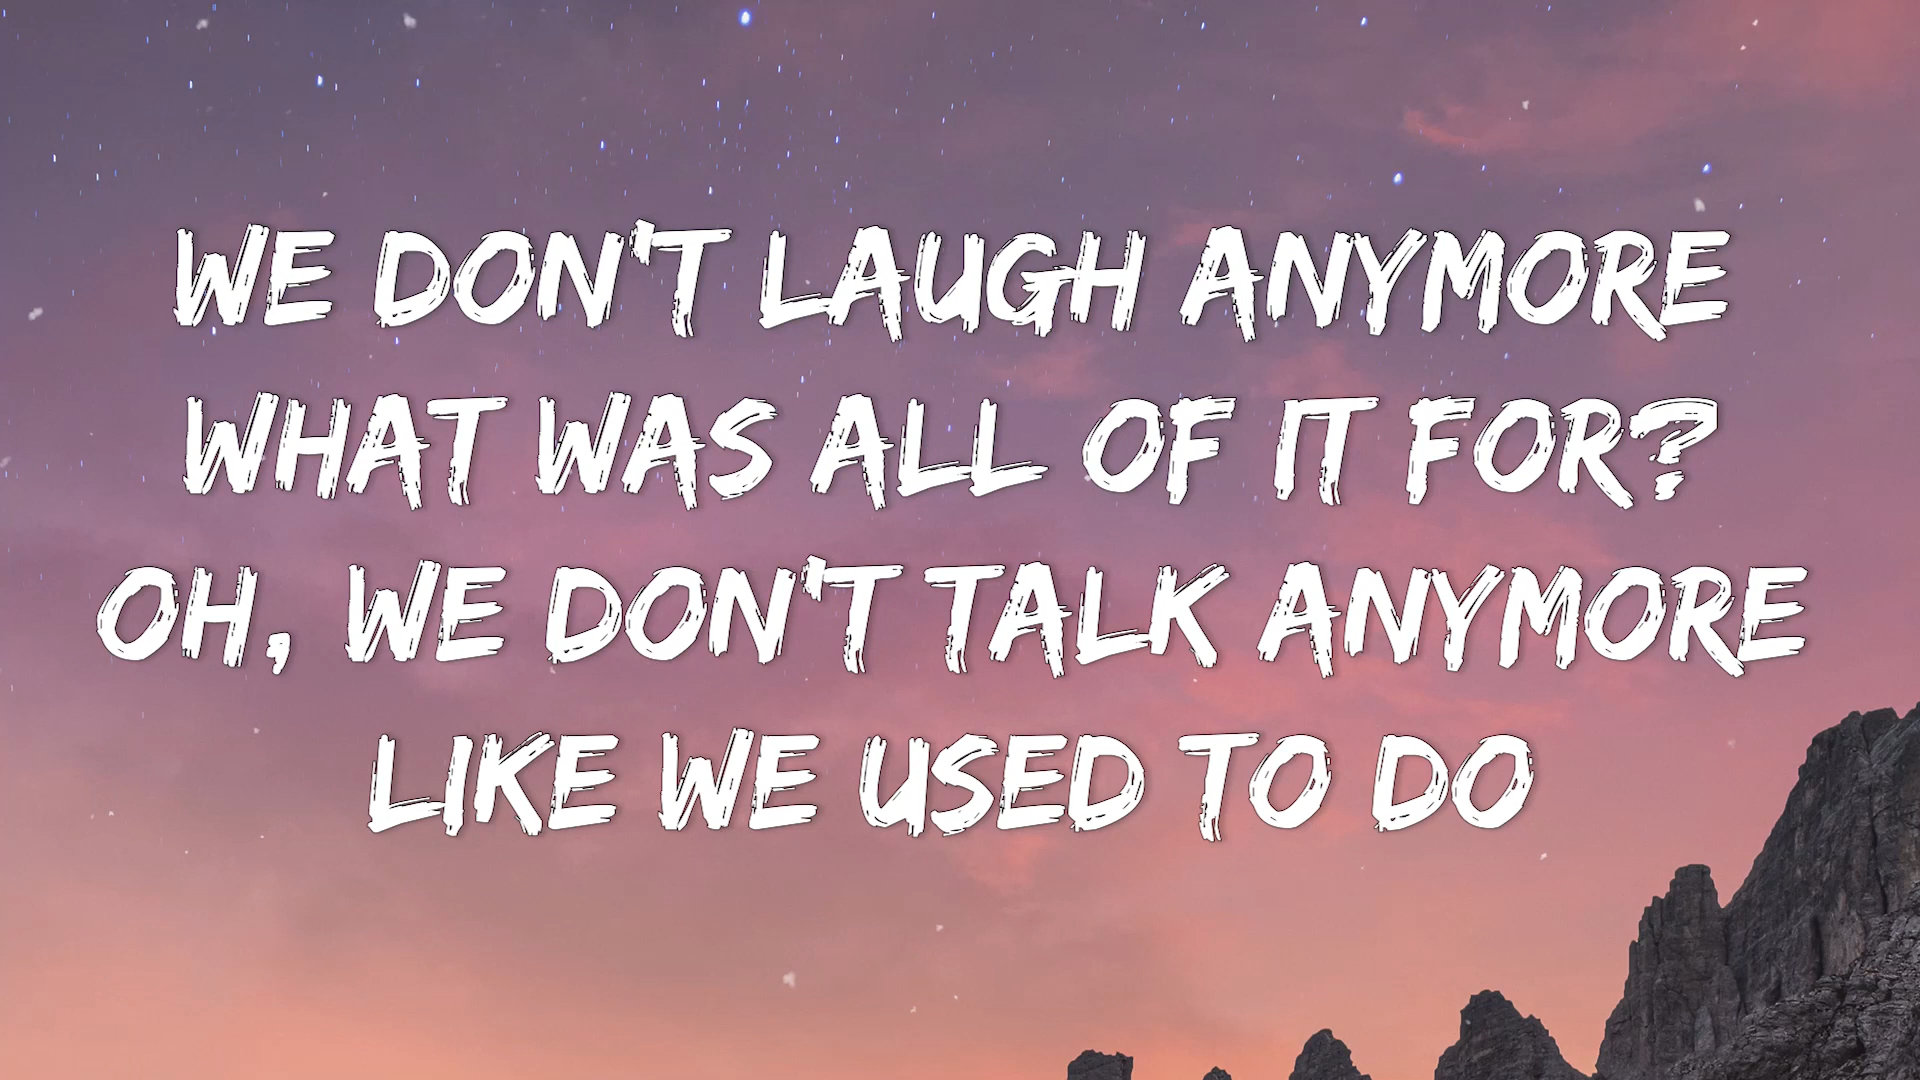 WE DON'T LAUGH ANYMORE
WHAT WAS ALL OF IT FOR?
OH, WE DON'T TALK ANYMORE
LIKE WE USED TO DO